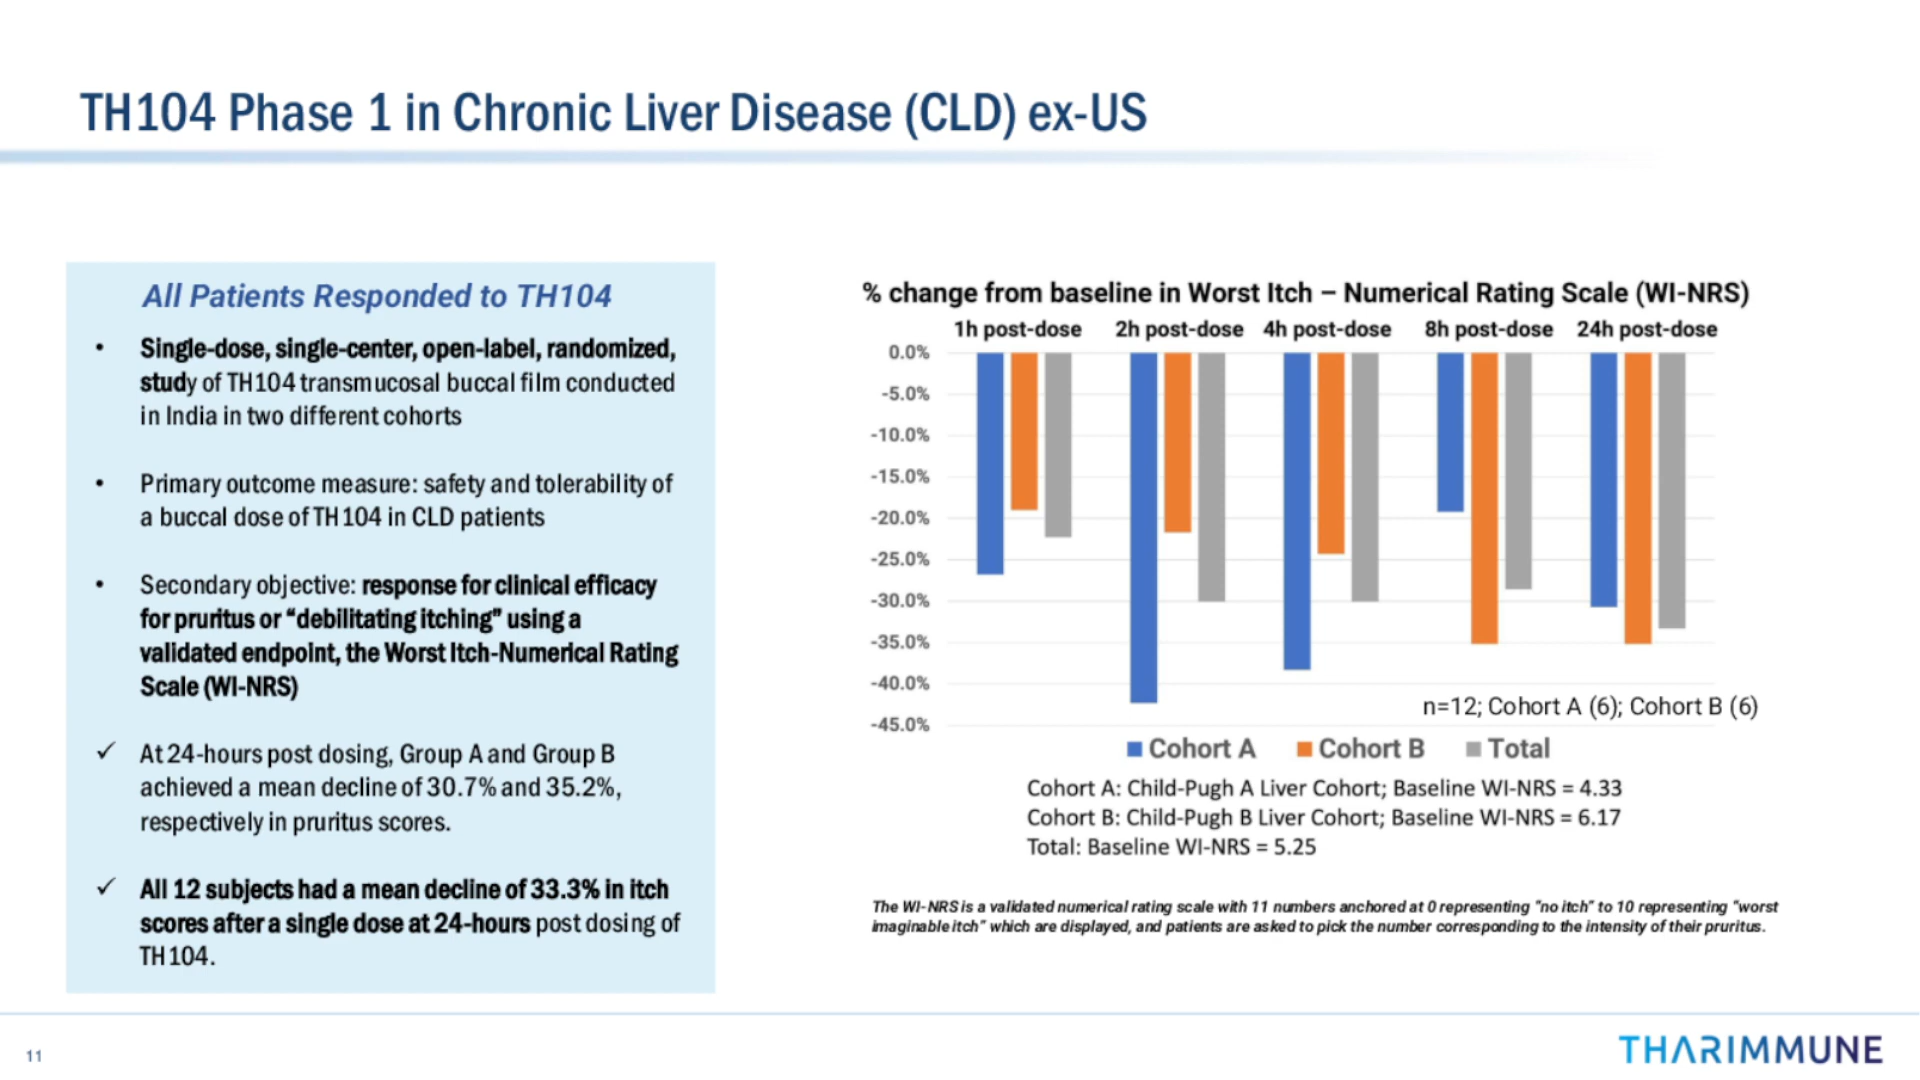 TH104 Phase 1 in Chronic Liver Disease (CLD) ex-US
All Patients Responded to TH104
• Single-dose, single-center, open-label, randomized,
study of TH104 transmucosal buccal film conducted
in India in two different cohorts
• Primary outcome measure: safety and tolerability of
a buccal dose of TH104 in CLD patients
• Secondary objective: response for clinical efficacy
for pruritus or “debilitating itching” using a
validated endpoint, the Worst Itch-Numerical Rating
Scale (WI-NRS)
✓ At 24-hours post dosing, Group A and Group B
achieved a mean decline of 30.7% and 35.2%,
respectively in pruritus scores.
✓ All 12 subjects had a mean decline of 33.3% in itch
scores after a single dose at 24-hours post dosing of
TH104.
% change from baseline in Worst Itch – Numerical Rating Scale (WI-NRS)
1h post-dose 2h post-dose 4h post-dose 8h post-dose 24h post-dose
0.0%
-5.0%
-10.0%
-15.0%
-20.0%
-25.0%
-30.0%
-35.0%
-40.0%
-45.0%
n=12; Cohort A (6); Cohort B (6)
Cohort A Cohort B Total
Cohort A: Child-Pugh A Liver Cohort; Baseline WI-NRS = 4.33
Cohort B: Child-Pugh B Liver Cohort; Baseline WI-NRS = 6.17
Total: Baseline WI-NRS = 5.25
The WI-NRS is a validated numerical rating scale with 11 numbers anchored at 0 representing "no itch" to 10 representing "worst
imaginable itch" which are displayed, and patients are asked to pick the number corresponding to the intensity of their pruritus.
11
THARIMMUNE